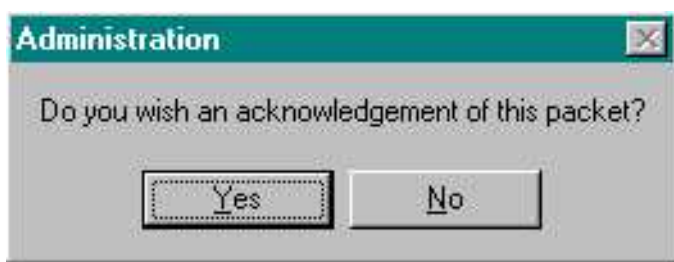 Administration
Do you wish an acknowledgement of this packet?
Yes
No